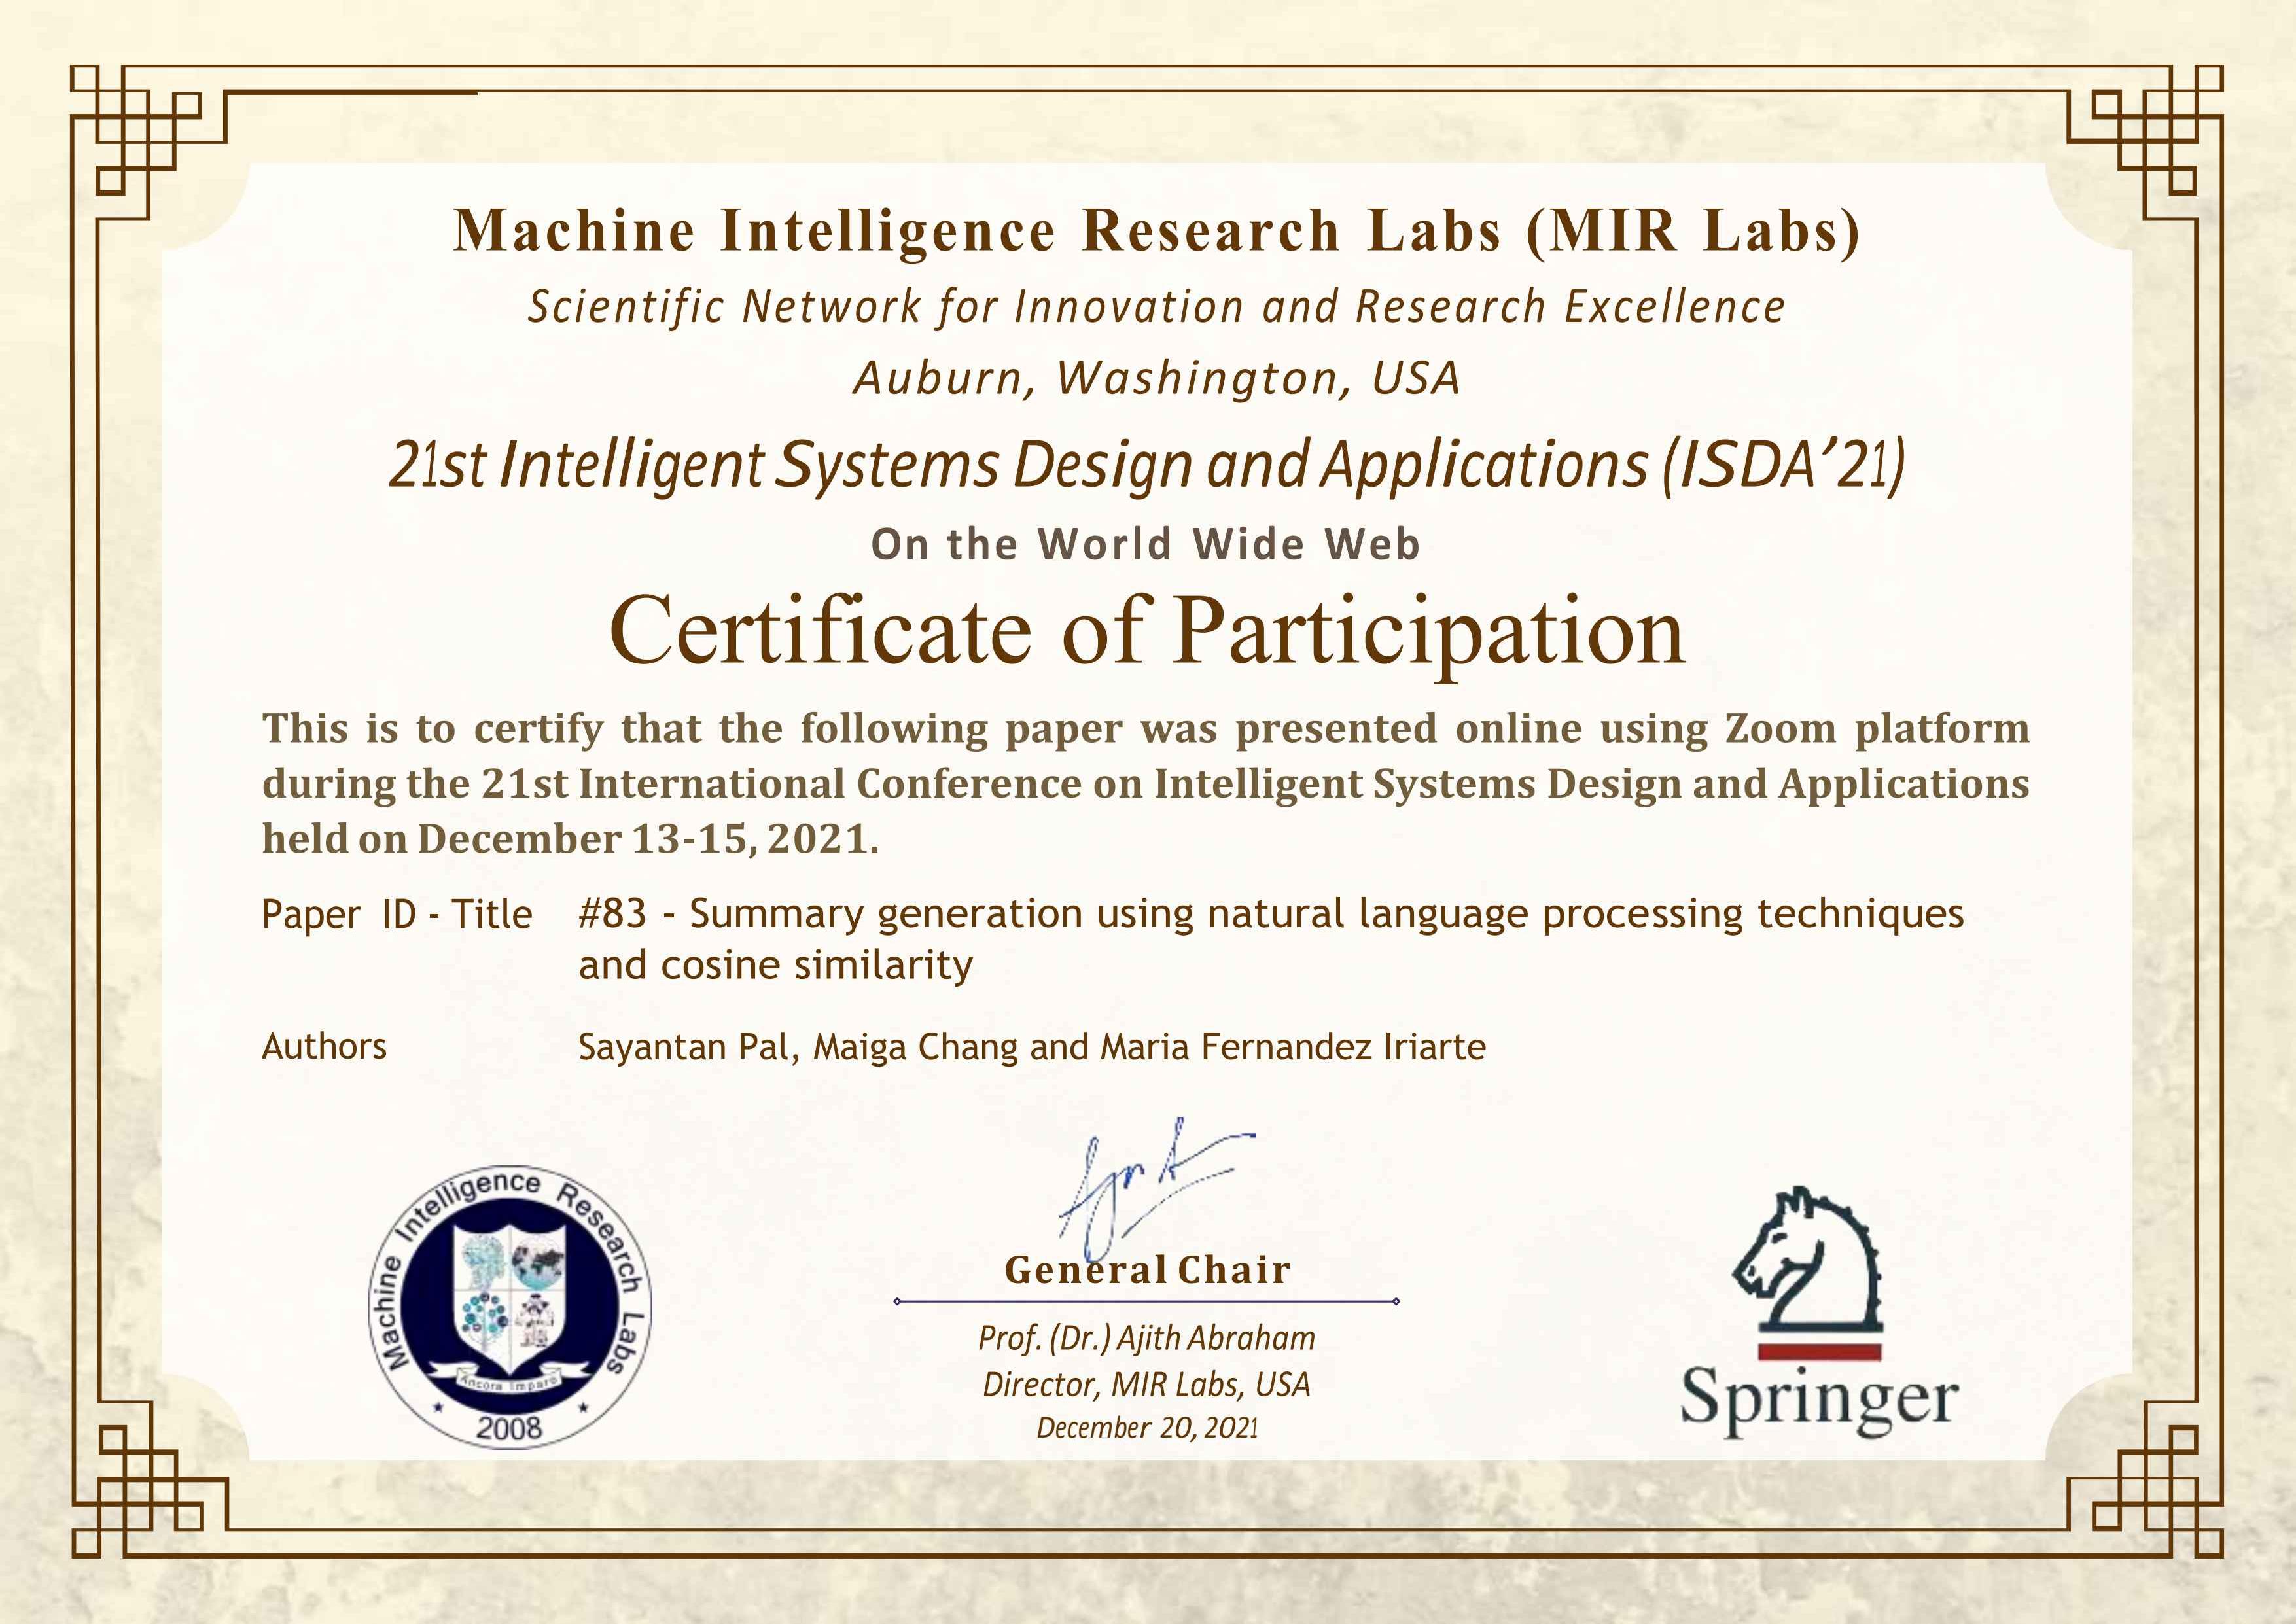 Machine Intelligence Research Labs (MIR Labs)
Scientific Network for Innovation and Research Excellence
Auburn, Washington, USA
21st Intelligent Systems Design and Applications (ISDA’21)
On the World Wide Web
Certificate of Participation
This is to certify that the following paper was presented online using Zoom platform
during the 21st International Conference on Intelligent Systems Design and Applications
held on December 13-15, 2021.
Paper ID - Title #83 - Summary generation using natural language processing techniques
and cosine similarity
Authors Sayantan Pal, Maiga Chang and Maria Fernandez Iriarte
Machine Intelligence Research Labs
Ancora Imparo
2008
General Chair
Prof. (Dr.) Ajith Abraham
Director, MIR Labs, USA
December 20, 2021
Springer